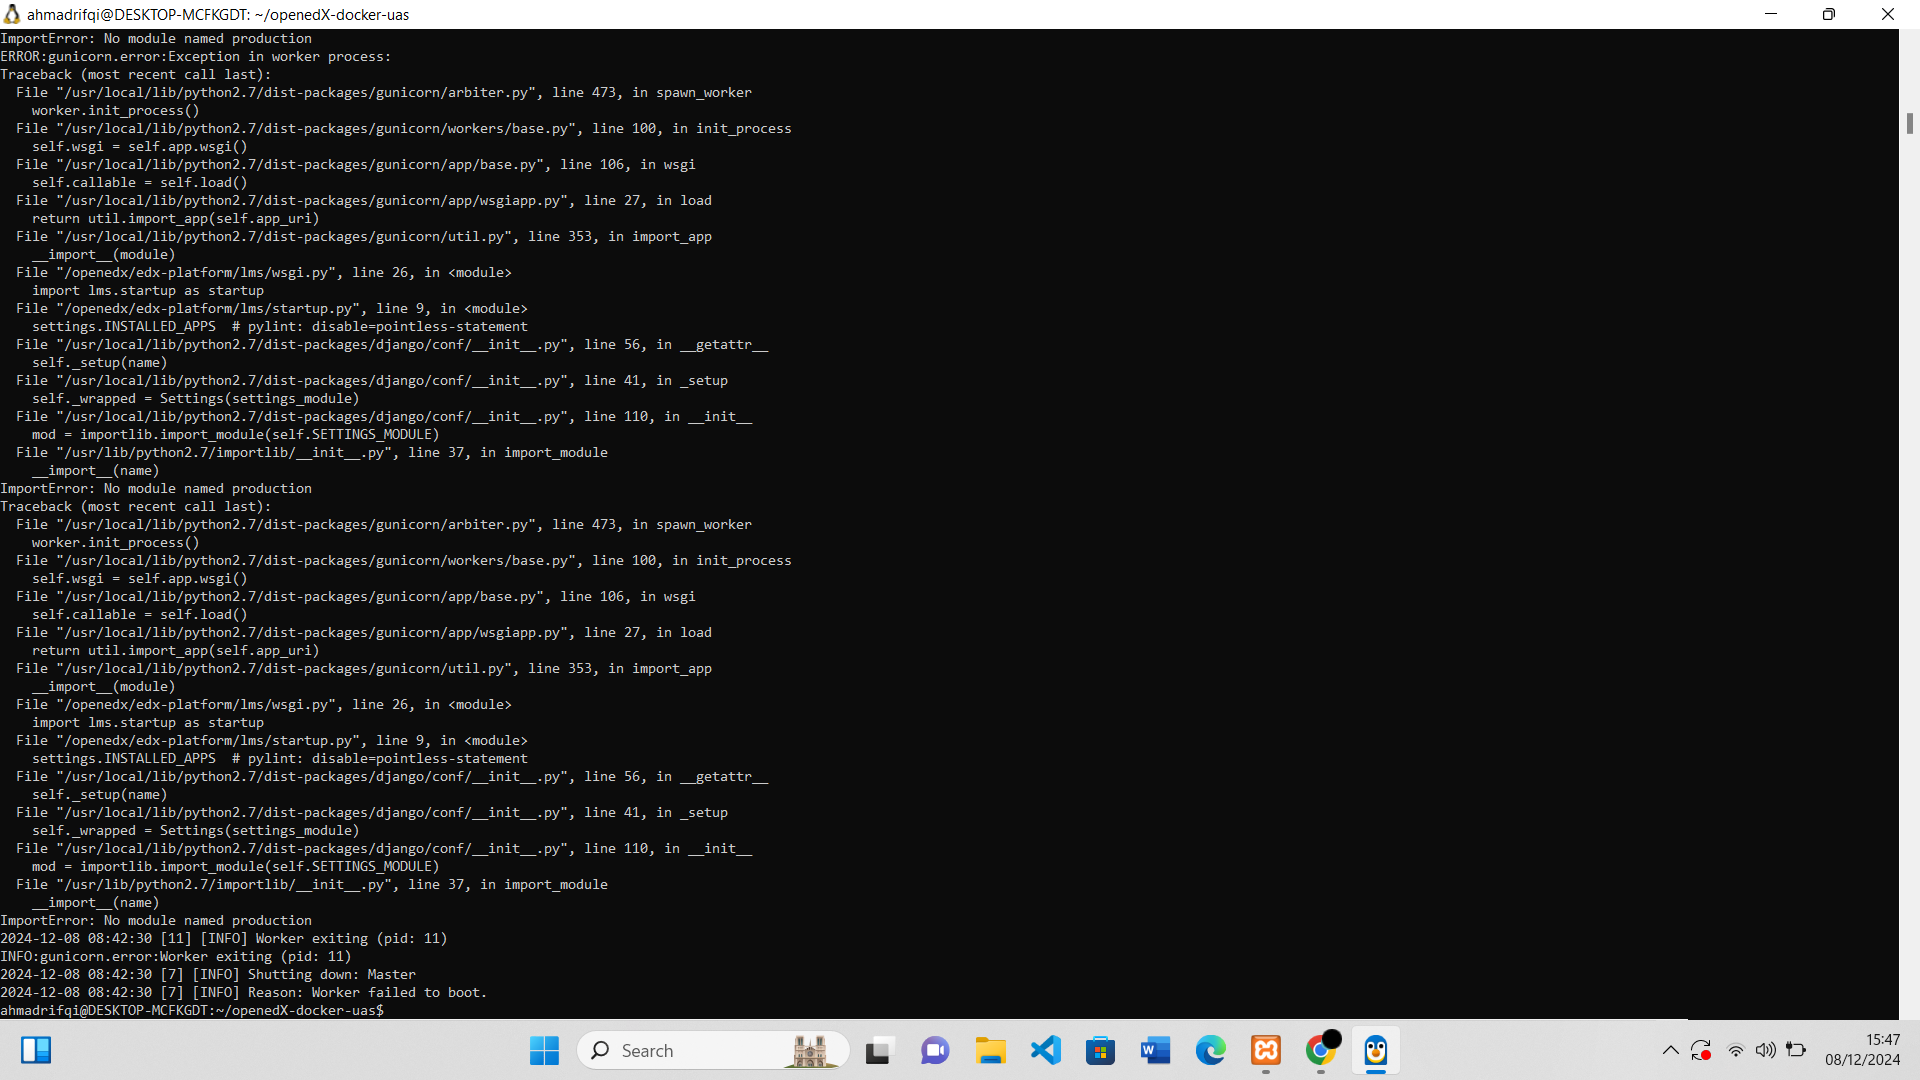 ahmadrifqi@DESKTOP-MCFKGDT: ~/openedX-docker-uas
ImportError: No module named production
ERROR:gunicorn.error:Exception in worker process:
Traceback (most recent call last):
  File "/usr/local/lib/python2.7/dist-packages/gunicorn/arbiter.py", line 473, in spawn_worker
    worker.init_process()
  File "/usr/local/lib/python2.7/dist-packages/gunicorn/workers/base.py", line 100, in init_process
    self.wsgi = self.app.wsgi()
  File "/usr/local/lib/python2.7/dist-packages/gunicorn/app/base.py", line 106, in wsgi
    self.callable = self.load()
  File "/usr/local/lib/python2.7/dist-packages/gunicorn/app/wsgiapp.py", line 27, in load
    return util.import_app(self.app_uri)
  File "/usr/local/lib/python2.7/dist-packages/gunicorn/util.py", line 353, in import_app
    __import__(module)
  File "/openedx/edx-platform/lms/wsgi.py", line 26, in <module>
    import lms.startup as startup
  File "/openedx/edx-platform/lms/startup.py", line 9, in <module>
    settings.INSTALLED_APPS  # pylint: disable=pointless-statement
  File "/usr/local/lib/python2.7/dist-packages/django/conf/__init__.py", line 56, in __getattr__
    self._setup(name)
  File "/usr/local/lib/python2.7/dist-packages/django/conf/__init__.py", line 41, in _setup
    self._wrapped = Settings(settings_module)
  File "/usr/local/lib/python2.7/dist-packages/django/conf/__init__.py", line 110, in __init__
    mod = importlib.import_module(self.SETTINGS_MODULE)
  File "/usr/lib/python2.7/importlib/__init__.py", line 37, in import_module
    __import__(name)
ImportError: No module named production
Traceback (most recent call last):
  File "/usr/local/lib/python2.7/dist-packages/gunicorn/arbiter.py", line 473, in spawn_worker
    worker.init_process()
  File "/usr/local/lib/python2.7/dist-packages/gunicorn/workers/base.py", line 100, in init_process
    self.wsgi = self.app.wsgi()
  File "/usr/local/lib/python2.7/dist-packages/gunicorn/app/base.py", line 106, in wsgi
    self.callable = self.load()
  File "/usr/local/lib/python2.7/dist-packages/gunicorn/app/wsgiapp.py", line 27, in load
    return util.import_app(self.app_uri)
  File "/usr/local/lib/python2.7/dist-packages/gunicorn/util.py", line 353, in import_app
    __import__(module)
  File "/openedx/edx-platform/lms/wsgi.py", line 26, in <module>
    import lms.startup as startup
  File "/openedx/edx-platform/lms/startup.py", line 9, in <module>
    settings.INSTALLED_APPS  # pylint: disable=pointless-statement
  File "/usr/local/lib/python2.7/dist-packages/django/conf/__init__.py", line 56, in __getattr__
    self._setup(name)
  File "/usr/local/lib/python2.7/dist-packages/django/conf/__init__.py", line 41, in _setup
    self._wrapped = Settings(settings_module)
  File "/usr/local/lib/python2.7/dist-packages/django/conf/__init__.py", line 110, in __init__
    mod = importlib.import_module(self.SETTINGS_MODULE)
  File "/usr/lib/python2.7/importlib/__init__.py", line 37, in import_module
    __import__(name)
ImportError: No module named production
2024-12-08 08:42:30 [11] [INFO] Worker exiting (pid: 11)
INFO:gunicorn.error:Worker exiting (pid: 11)
2024-12-08 08:42:30 [7] [INFO] Shutting down: Master
2024-12-08 08:42:30 [7] [INFO] Reason: Worker failed to boot.
ahmadrifqi@DESKTOP-MCFKGDT:~/openedX-docker-uas$
Search
W
15:47
08/12/2024